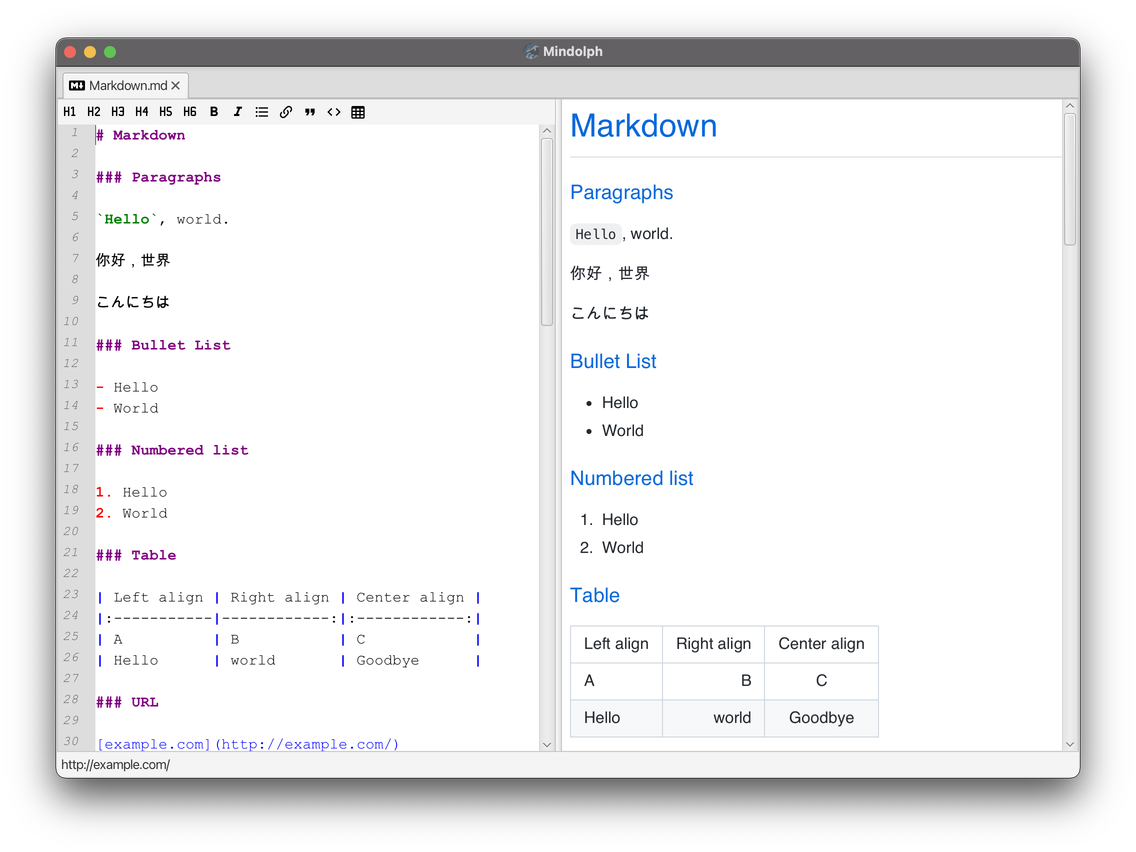 Mindolph
Markdown.md
H1 H2 H3 H4 H5 H6 B I
1 # Markdown
2
3 ### Paragraphs
4
5 `Hello`, world.
6
7 你好，世界
8
9 こんにちは
10
11 ### Bullet List
12
13 - Hello
14 - World
15
16 ### Numbered list
17
18 1. Hello
19 2. World
20
21 ### Table
22
23 | Left align | Right align | Center align |
24 |:-----------|------------:|:------------:|
25 | A          | B           | C            |
26 | Hello      | world       | Goodbye      |
27
28 ### URL
29
30 [example.com](http://example.com/)
Markdown
Paragraphs
Hello, world.
你好，世界
こんにちは
Bullet List
• Hello
• World
Numbered list
1. Hello
2. World
Table
Left align Right align Center align
A B C
Hello world Goodbye
http://example.com/